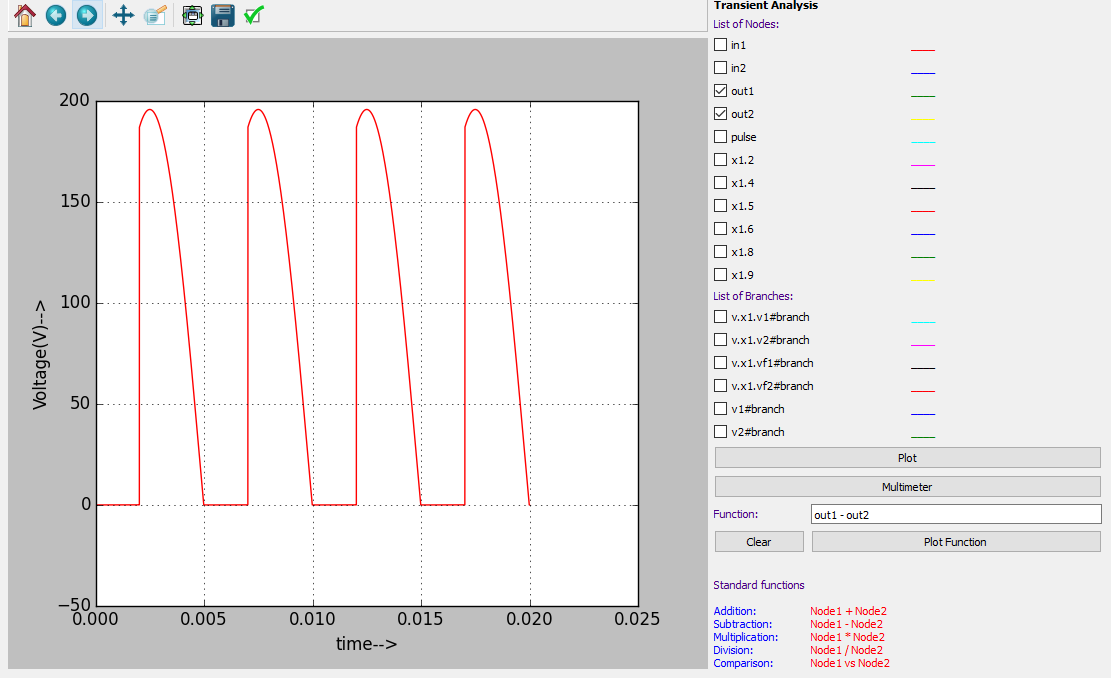 Transient Analysis
List of Nodes:
in1
in2
out1
out2
pulse
x1.2
x1.4
x1.5
x1.6
x1.8
x1.9
List of Branches:
v.x1.v1#branch
v.x1.v2#branch
v.x1.vf1#branch
v.x1.vf2#branch
v1#branch
v2#branch
Plot
Multimeter
Function: out1 - out2
Clear Plot Function
Standard functions
Addition: Node1 + Node2
Subtraction: Node1 - Node2
Multiplication: Node1 * Node2
Division: Node1 / Node2
Comparison: Node1 vs Node2
200
150
100
50
0
−50
Voltage(V)-->
0.000 0.005 0.010 0.015 0.020 0.025
time-->